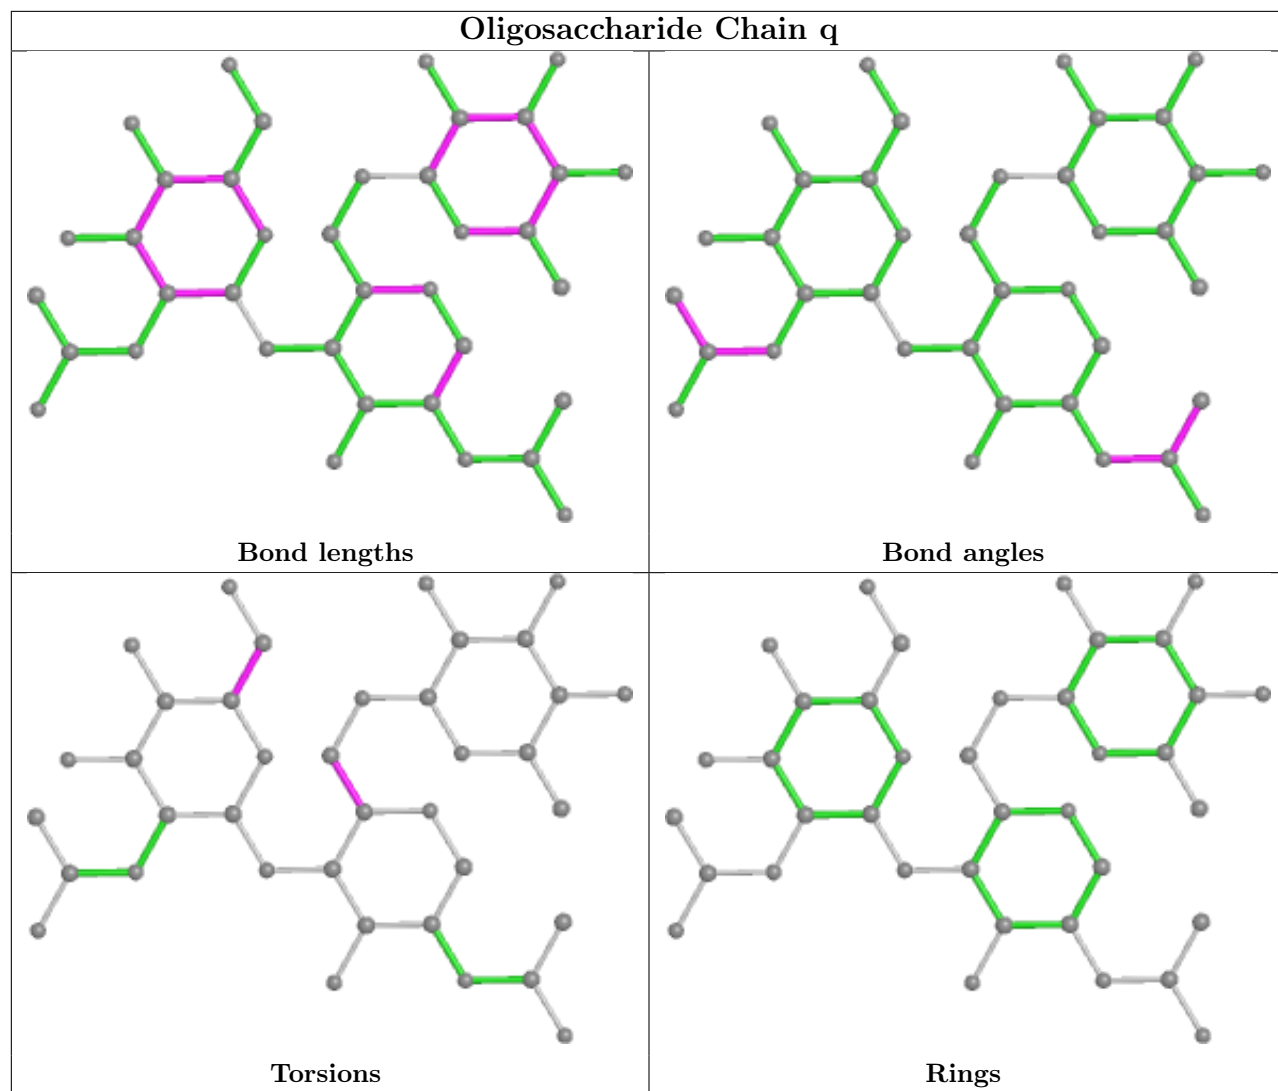 Oligosaccharide Chain q
Bond lengths
Bond angles
Torsions
Rings